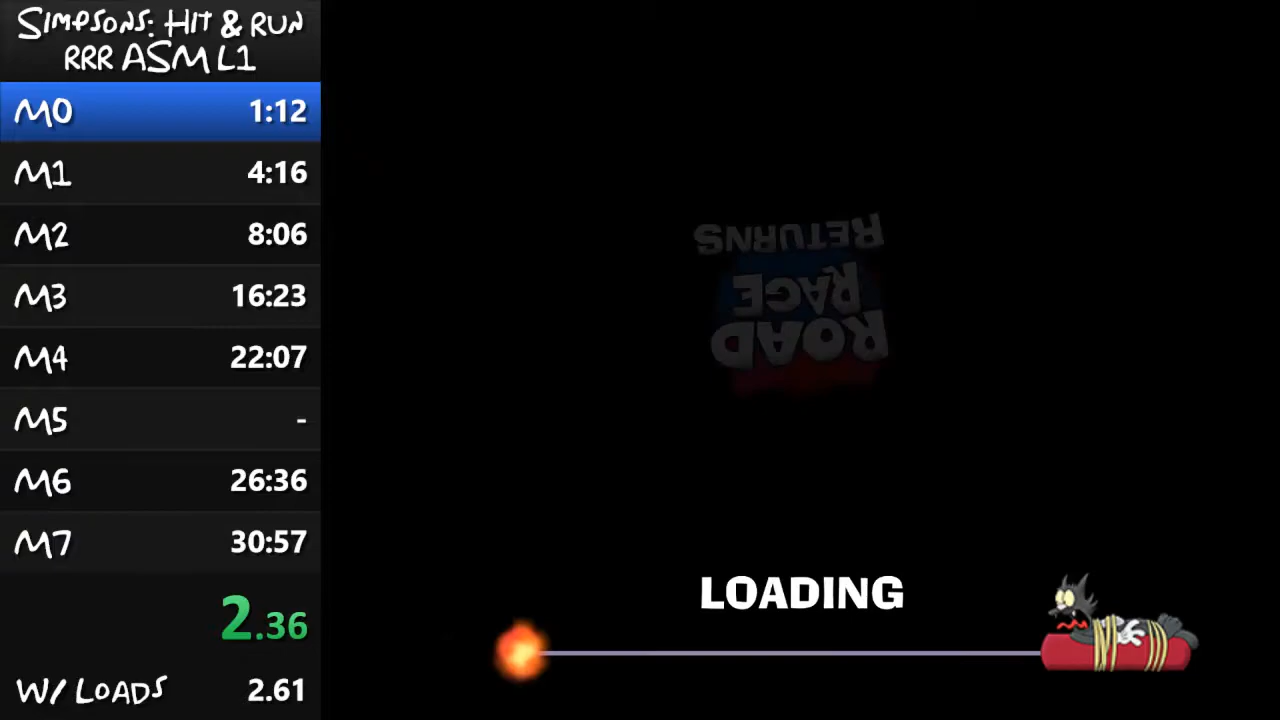 SIMPSONS: HIT & RUN
RRR ASM L1
M0 1:12
M1 4:16
M2 8:06
M3 16:23
M4 22:07
M5 -
M6 26:36
M7 30:57
2.36
W/ LOADS 2.61
RETURNS
RAGE
ROAD
LOADING